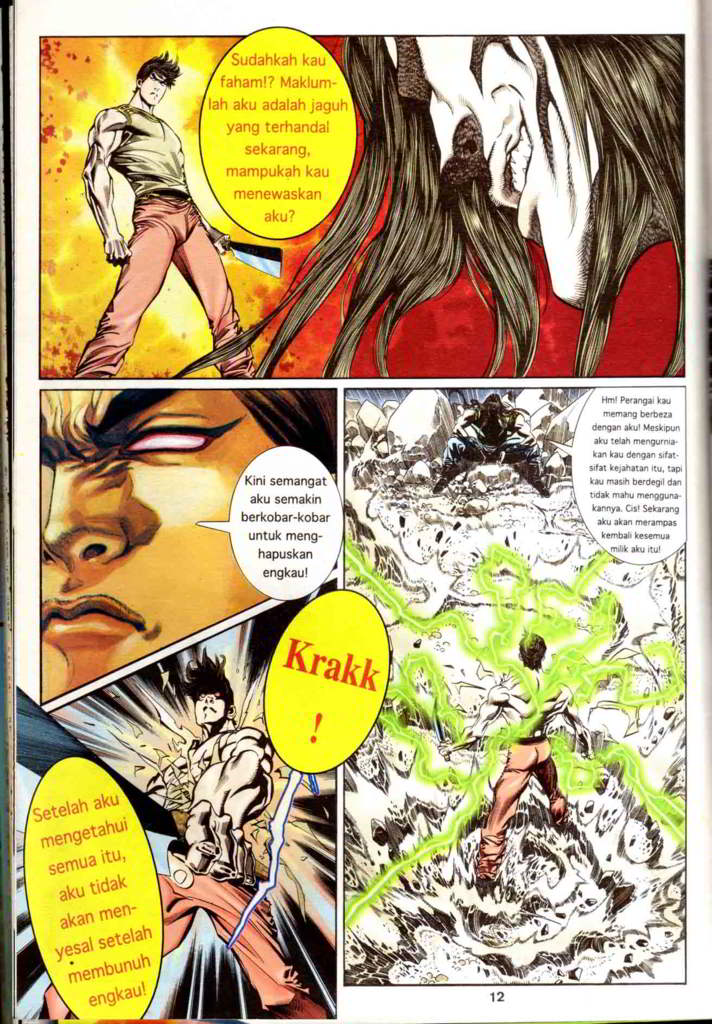 Sudahkah kau
faham!? Maklum-
lah aku adalah jaguh
yang terhandal
sekarang,
mampukah kau
menewaskan
aku?
Kini semangat
aku semakin
berkobar-kobar
untuk meng-
hapuskan
engkau!
Hm! Perangai kau
memang berbeza
dengan aku! Meskipun
aku telah mengurnia-
kan kau dengan sifat-
sifat kejahatan itu, tapi
kau masih berdegil dan
tidak mahu mengguna-
kannya. Cis! Sekarang
aku akan merampas
kembali kesemua
milik aku itu!
Krakk
!
Setelah aku
mengetahui
semua itu,
aku tidak
akan men-
yesal setelah
membunuh
engkau!
12